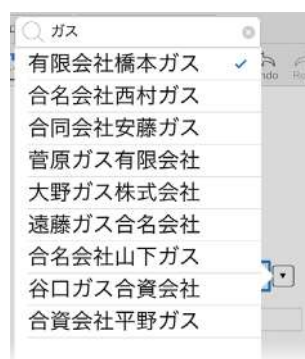 ガス
有限会社橋本ガス
合名会社西村ガス
合同会社安藤ガス
菅原ガス有限会社
大野ガス株式会社
遠藤ガス合名会社
合名会社山下ガス
谷口ガス合資会社
合資会社平野ガス